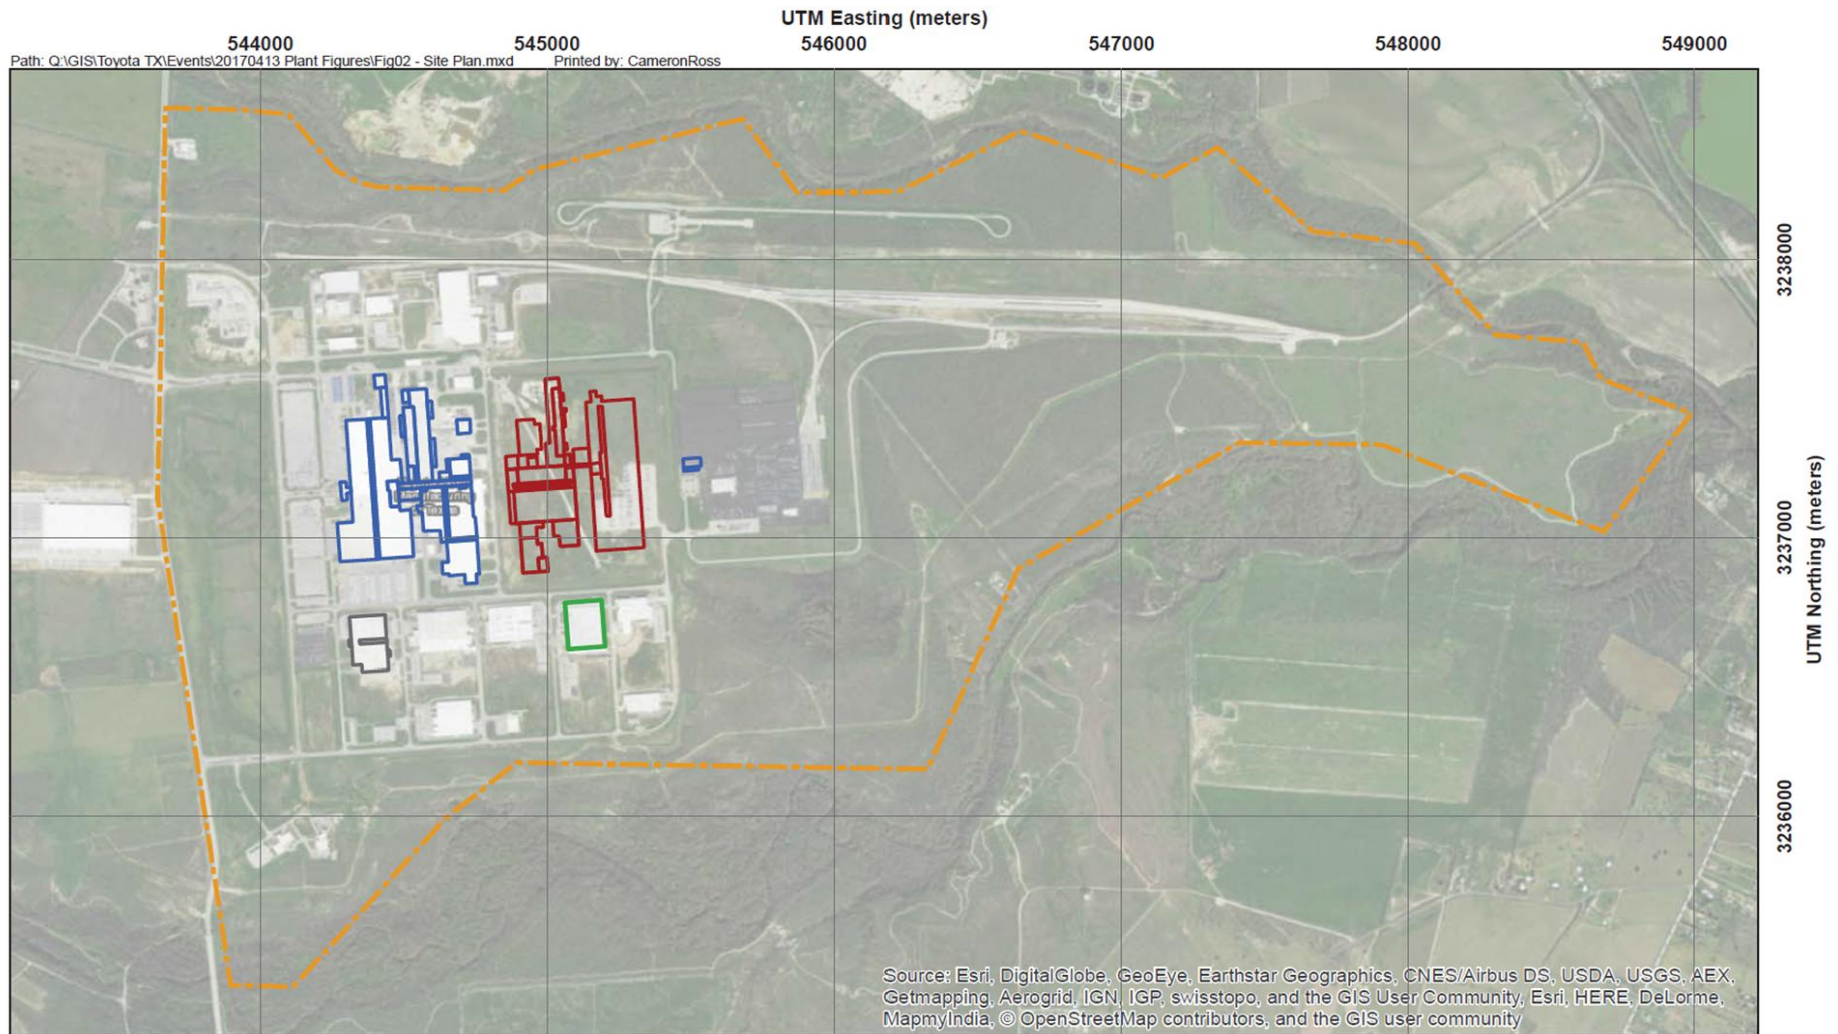 UTM Easting (meters)
544000 545000 546000 547000 548000 549000
Path: Q:\GIS\Toyota TX\Events\20170413 Plant Figures\Fig02 - Site Plan.mxd Printed by: CameronRoss
3238000
3237000
UTM Northing (meters)
3236000
Source: Esri, DigitalGlobe, GeoEye, Earthstar Geographics, CNES/Airbus DS, USDA, USGS, AEX,
Getmapping, Aerogrid, IGN, IGP, swisstopo, and the GIS User Community, Esri, HERE, DeLorme,
MapmyIndia, © OpenStreetMap contributors, and the GIS user community